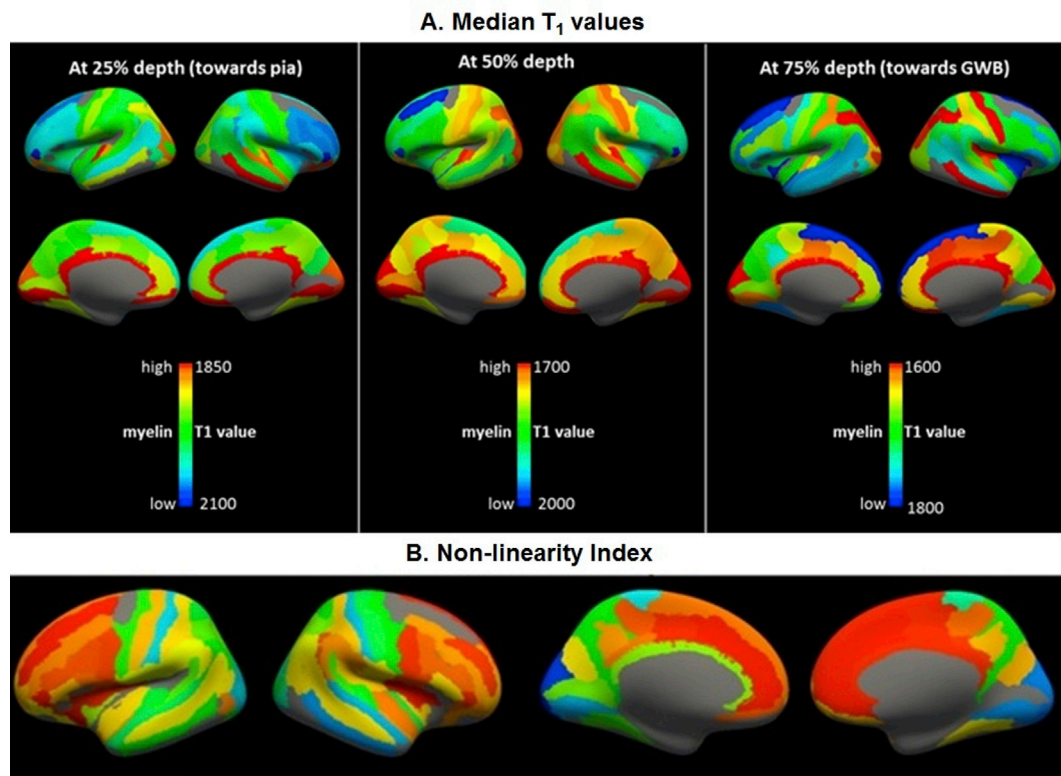 A. Median T₁ values
At 25% depth (towards pia)
At 50% depth
At 75% depth (towards GWB)
high 1850
myelin T1 value
low 2100
high 1700
myelin T1 value
low 2000
high 1600
myelin T1 value
low 1800
B. Non-linearity Index